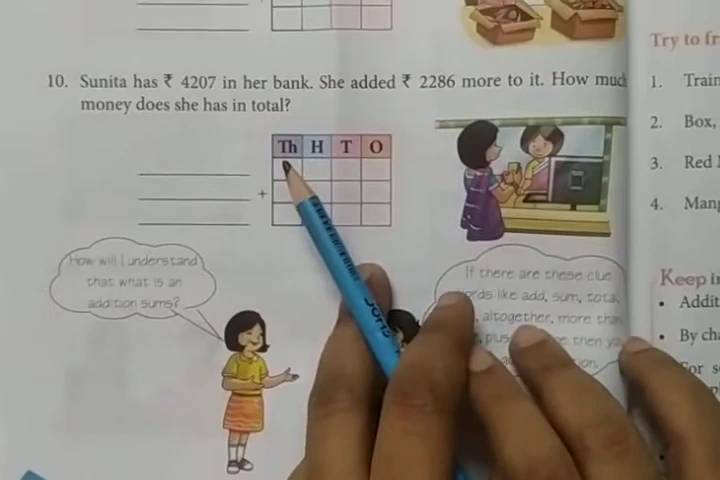 Try to fr
10. Sunita has ₹ 4207 in her bank. She added ₹ 2286 more to it. How much
money does she has in total?
Th H T O
+
How will I understand
that what is an
addition sums?
If there are these clue
words like add, sum, total,
, altogether, more than
, plus
1. Train
2. Box,
3. Red
4. Mang
Keep i
• Addit
• By cha
For s